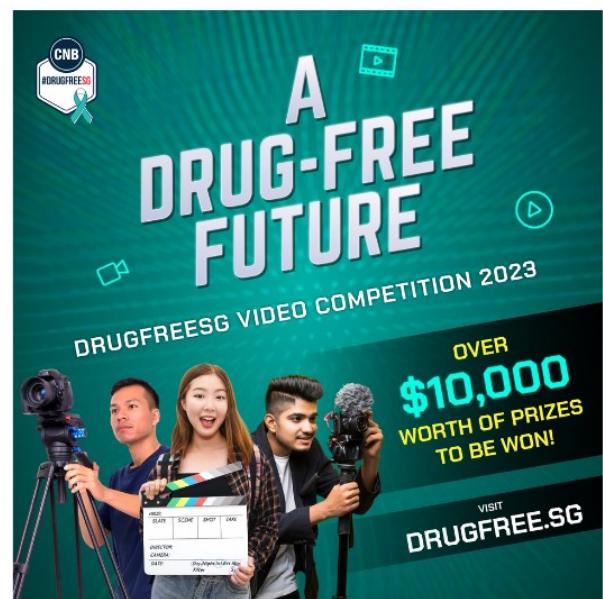 CNB
#DRUGFREESG
A
DRUG-FREE
FUTURE
DRUGFREESG VIDEO COMPETITION 2023
OVER
$10,000
WORTH OF PRIZES
TO BE WON!
VISIT
DRUGFREE.SG
SLATE SCENE SHOT TAKE
DIRECTOR:
CAMERA:
DATE:
Filter